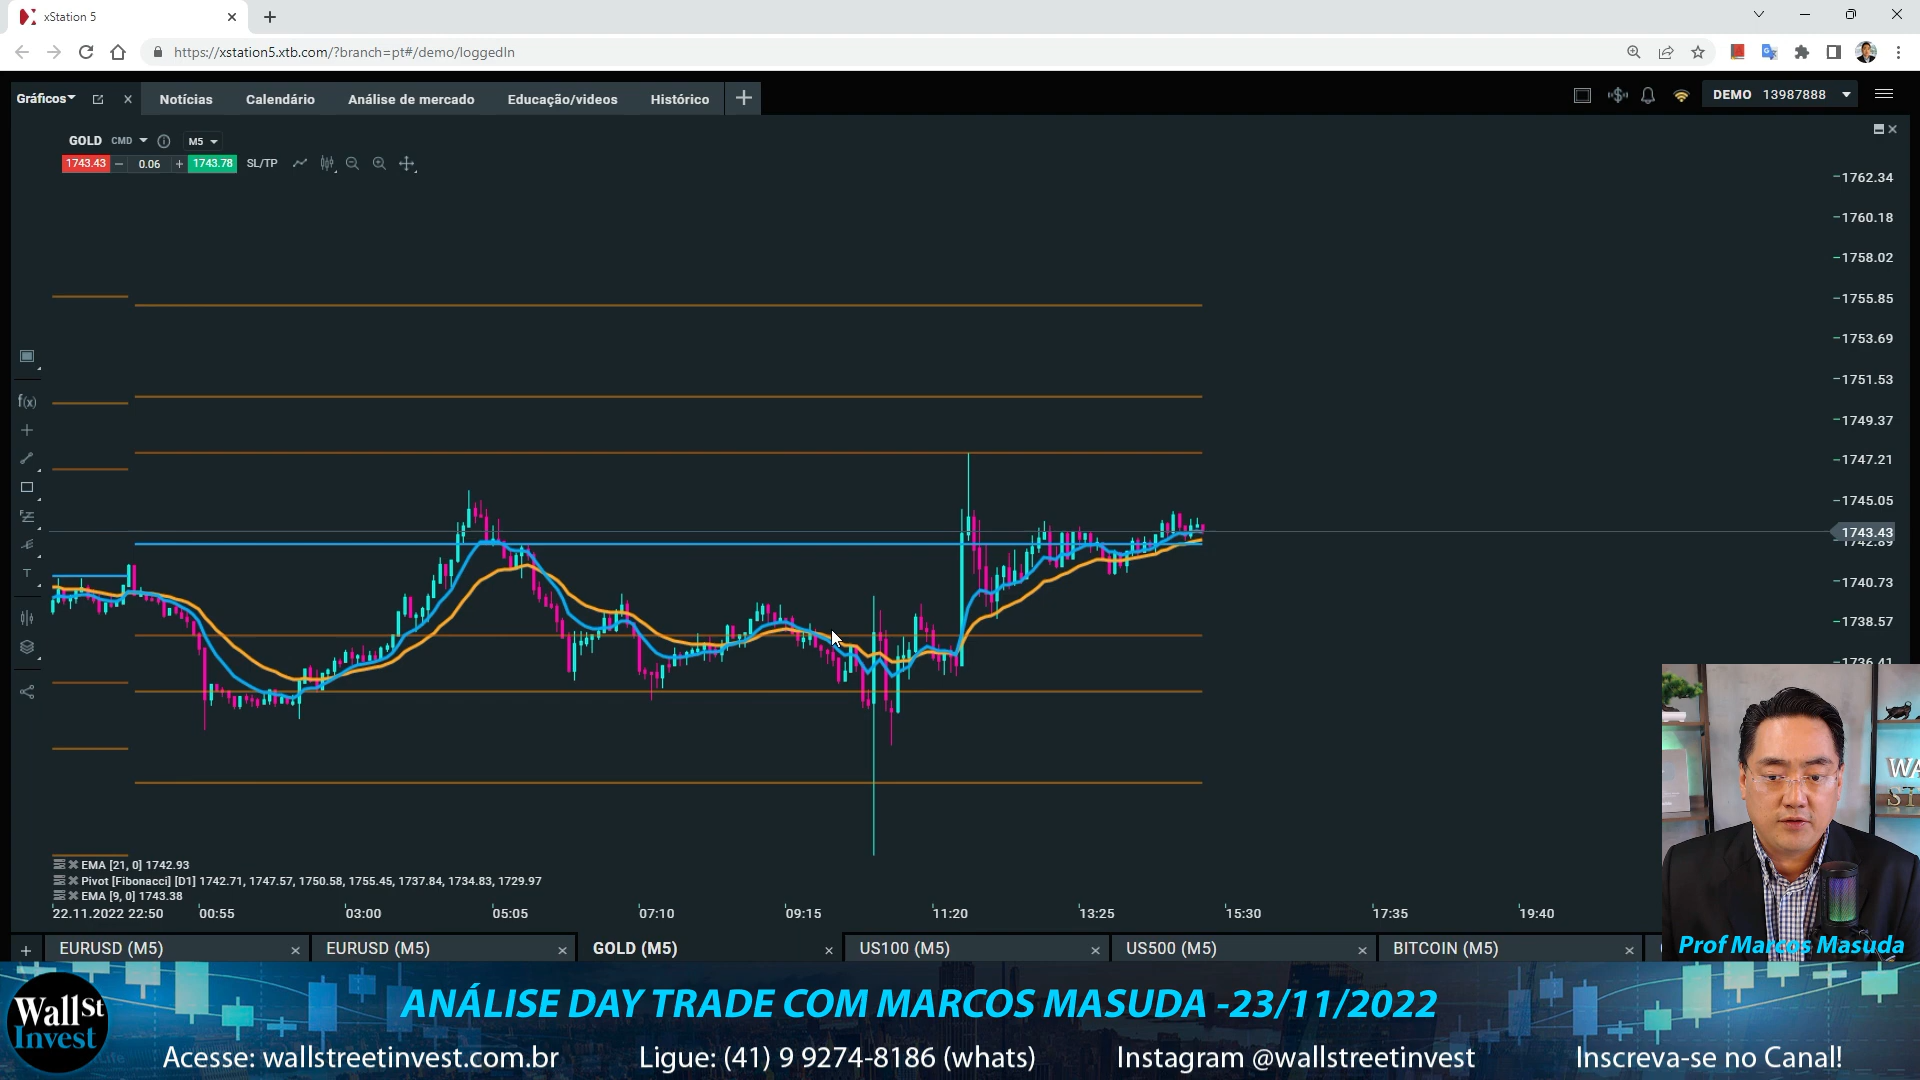 xStation 5
https://xstation5.xtb.com/?branch=pt#/demo/loggedIn
Gráficos Notícias Calendário Análise de mercado Educação/videos Histórico
DEMO 13987888
GOLD CMD M5
1743.43 0.06 1743.78 SL/TP
1762.34
1760.18
1758.02
1755.85
1753.69
1751.53
1749.37
1747.21
1745.05
1743.43
1742.89
1740.73
1738.57
1736.41
f(x)
T
EMA [21, 0] 1742.93
Pivot [Fibonacci] [D1] 1742.71, 1747.57, 1750.58, 1755.45, 1737.84, 1734.83, 1729.97
EMA [9, 0] 1743.38
22.11.2022 22:50 00:55 03:00 05:05 07:10 09:15 11:20 13:25 15:30 17:35 19:40
EURUSD (M5) EURUSD (M5) GOLD (M5) US100 (M5) US500 (M5) BITCOIN (M5)
WA
ST
Prof Marcos Masuda
Wall St
Invest
ANÁLISE DAY TRADE COM MARCOS MASUDA -23/11/2022
Acesse: wallstreetinvest.com.br Ligue: (41) 9 9274-8186 (whats) Instagram @wallstreetinvest Inscreva-se no Canal!